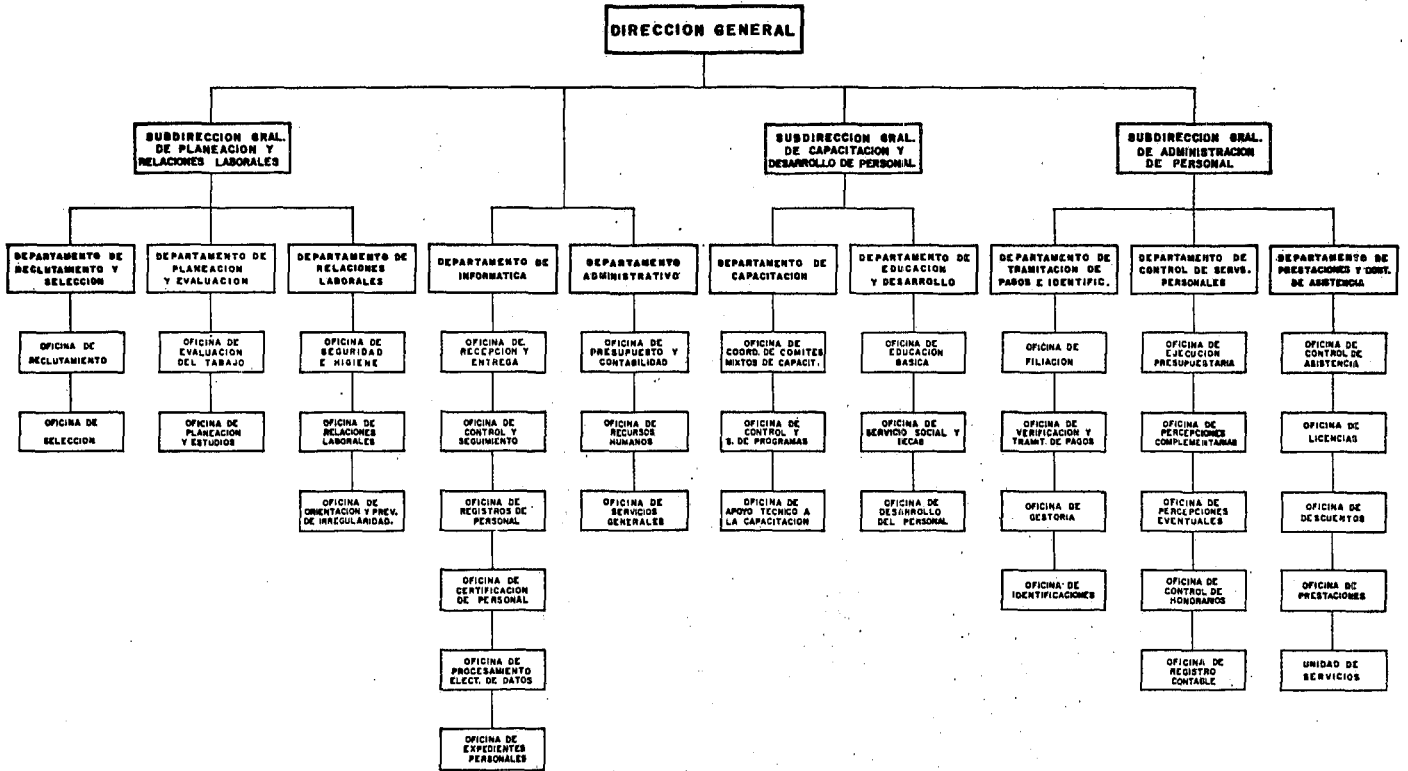 DIRECCION GENERAL
SUBDIRECCION GRAL.
DE PLANEACION Y
RELACIONES LABORALES
SUBDIRECCION GRAL.
DE CAPACITACION Y
DESARROLLO DE PERSONAL
SUBDIRECCION GRAL.
DE ADMINISTRACION
DE PERSONAL
DEPARTAMENTO DE
RECLUTAMIENTO Y
SELECCION
DEPARTAMENTO DE
PLANEACION
Y EVALUACION
DEPARTAMENTO DE
RELACIONES
LABORALES
DEPARTAMENTO DE
INFORMATICA
DEPARTAMENTO
ADMINISTRATIVO
DEPARTAMENTO DE
CAPACITACION
DEPARTAMENTO DE
EDUCACION
Y DESARROLLO
DEPARTAMENTO DE
TRAMITACION DE
PAGOS E IDENTIFIC.
DEPARTAMENTO DE
CONTROL DE SERVS.
PERSONALES
DEPARTAMENTO DE
PRESTACIONES Y CONT.
DE ASISTENCIA
OFICINA DE
RECLUTAMIENTO
OFICINA DE
EVALUACION
DEL TABAJO
OFICINA DE
SEGURIDAD
E HIGIENE
OFICINA DE
RECEPCION Y
ENTREGA
OFICINA DE
PRESUPUESTO Y
CONTABILIDAD
OFICINA DE
COORD. DE COMITES
MIXTOS DE CAPACIT.
OFICINA DE
EDUCACION
BASICA
OFICINA DE
FILIACION
OFICINA DE
EJECUCION
PRESUPUESTARIA
OFICINA DE
CONTROL DE
ASISTENCIA
OFICINA DE
SELECCION
OFICINA DE
PLANEACION
Y ESTUDIOS
OFICINA DE
RELACIONES
LABORALES
OFICINA DE
CONTROL Y
SEGUIMIENTO
OFICINA DE
RECURSOS
HUMANOS
OFICINA DE
CONTROL Y
S. DE PROGRAMAS
OFICINA DE
SERVICIO SOCIAL Y
BECAS
OFICINA DE
VERIFICACION Y
TRAMT. DE PAGOS
OFICINA DE
PERCEPCIONES
COMPLEMENTARIAS
OFICINA DE
LICENCIAS
OFICINA DE
ORIENTACION Y PREV.
DE IRREGULARIDAD.
OFICINA DE
REGISTROS DE
PERSONAL
OFICINA DE
SERVICIOS
GENERALES
OFICINA DE
APOYO TECNICO A
LA CAPACITACION
OFICINA DE
DESARROLLO
DEL PERSONAL
OFICINA DE
GESTORIA
OFICINA DE
PERCEPCIONES
EVENTUALES
OFICINA DE
DESCUENTOS
OFICINA DE
CERTIFICACION
DE PERSONAL
OFICINA DE
IDENTIFICACIONES
OFICINA DE
CONTROL DE
HONORARIOS
OFICINA DE
PRESTACIONES
OFICINA DE
PROCESAMIENTO
ELECT. DE DATOS
OFICINA DE
REGISTRO
CONTABLE
UNIDAD DE
SERVICIOS
OFICINA DE
EXPEDIENTES
PERSONALES